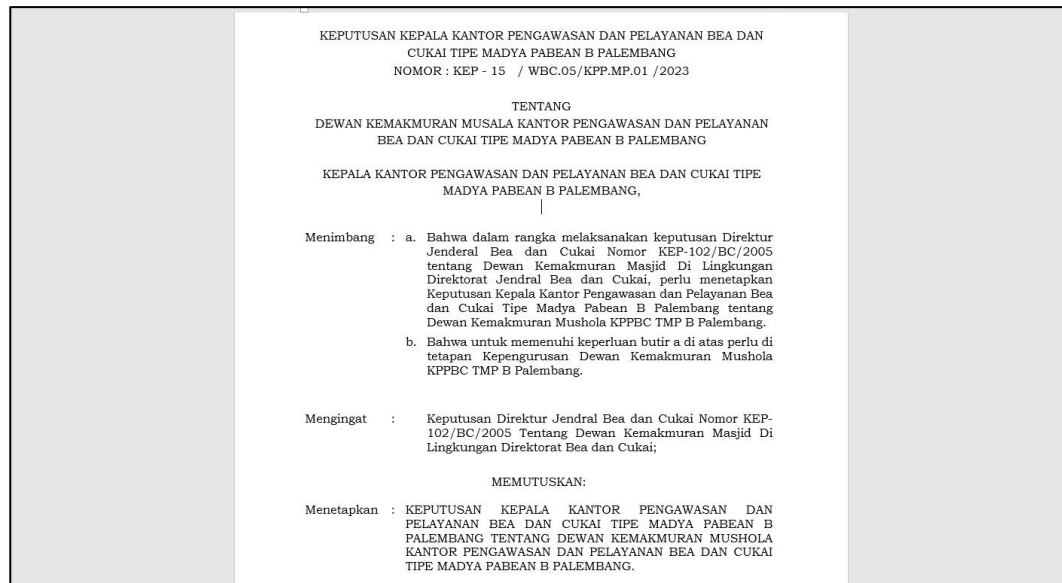 KEPUTUSAN KEPALA KANTOR PENGAWASAN DAN PELAYANAN BEA DAN
CUKAI TIPE MADYA PABEAN B PALEMBANG
NOMOR : KEP - 15 / WBC.05/KPP.MP.01 /2023
TENTANG
DEWAN KEMAKMURAN MUSALA KANTOR PENGAWASAN DAN PELAYANAN
BEA DAN CUKAI TIPE MADYA PABEAN B PALEMBANG
KEPALA KANTOR PENGAWASAN DAN PELAYANAN BEA DAN CUKAI TIPE
MADYA PABEAN B PALEMBANG,
Menimbang : a. Bahwa dalam rangka melaksanakan keputusan Direktur
Jenderal Bea dan Cukai Nomor KEP-102/BC/2005
tentang Dewan Kemakmuran Masjid Di Lingkungan
Direktorat Jendral Bea dan Cukai, perlu menetapkan
Keputusan Kepala Kantor Pengawasan dan Pelayanan Bea
dan Cukai Tipe Madya Pabean B Palembang tentang
Dewan Kemakmuran Mushola KPPBC TMP B Palembang.
b. Bahwa untuk memenuhi keperluan butir a di atas perlu di
tetapan Kepengurusan Dewan Kemakmuran Mushola
KPPBC TMP B Palembang.
Mengingat : Keputusan Direktur Jendral Bea dan Cukai Nomor KEP-
102/BC/2005 Tentang Dewan Kemakmuran Masjid Di
Lingkungan Direktorat Bea dan Cukai;
MEMUTUSKAN:
Menetapkan : KEPUTUSAN KEPALA KANTOR PENGAWASAN DAN
PELAYANAN BEA DAN CUKAI TIPE MADYA PABEAN B
PALEMBANG TENTANG DEWAN KEMAKMURAN MUSHOLA
KANTOR PENGAWASAN DAN PELAYANAN BEA DAN CUKAI
TIPE MADYA PABEAN B PALEMBANG.